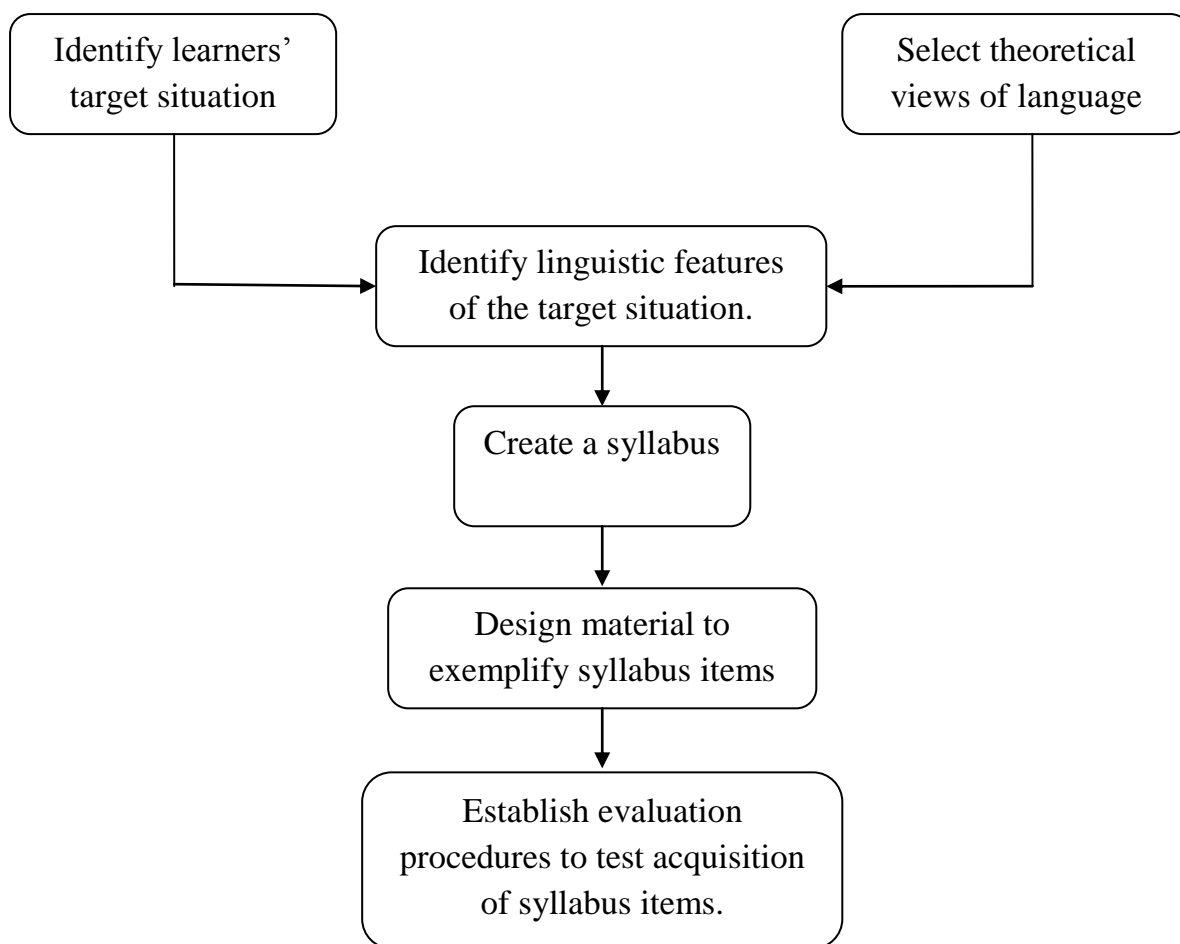 Identify learners’
target situation
Select theoretical
views of language
Identify linguistic features
of the target situation.
Create a syllabus
Design material to
exemplify syllabus items
Establish evaluation
procedures to test acquisition
of syllabus items.